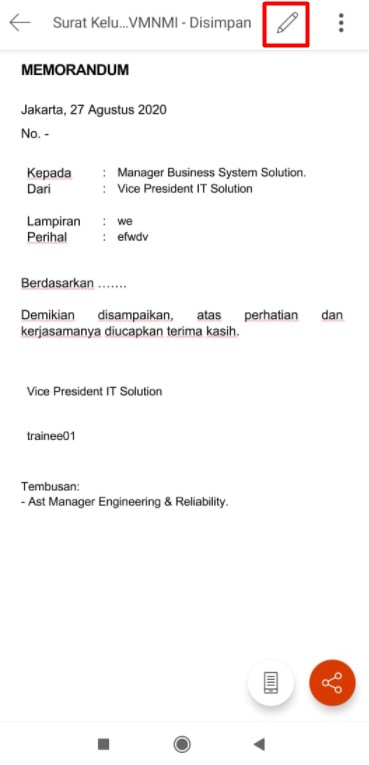 Surat Kelu...VMNMI - Disimpan
MEMORANDUM
Jakarta, 27 Agustus 2020
No. -
Kepada : Manager Business System Solution.
Dari : Vice President IT Solution
Lampiran : we
Perihal : efwdv
Berdasarkan …….
Demikian disampaikan, atas perhatian dan
kerjasamanya diucapkan terima kasih.
Vice President IT Solution
trainee01
Tembusan:
- Ast Manager Engineering & Reliability.